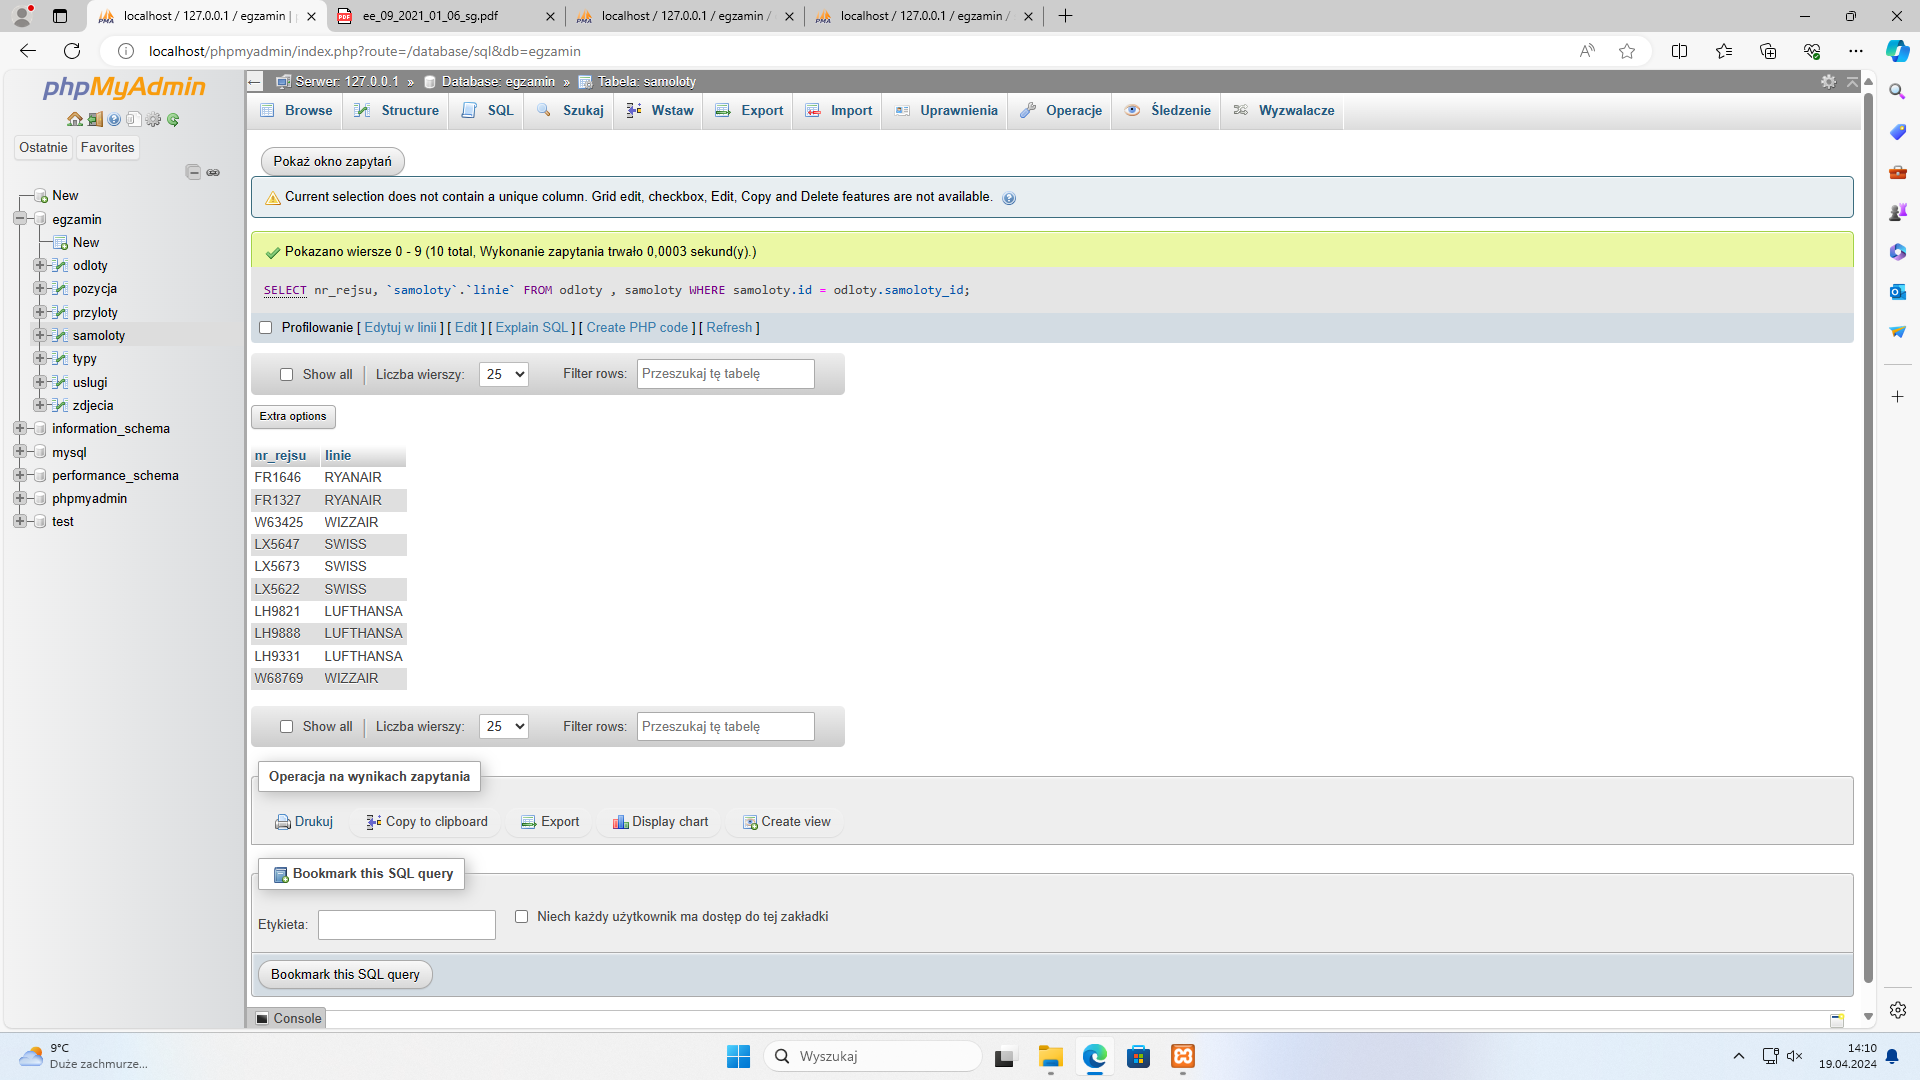 localhost / 127.0.0.1 / egzamin | p
ee_09_2021_01_06_sg.pdf
localhost / 127.0.0.1 / egzamin /
localhost / 127.0.0.1 / egzamin /
localhost/phpmyadmin/index.php?route=/database/sql&db=egzamin
phpMyAdmin
Ostatnie
Favorites
New
egzamin
New
odloty
pozycja
przyloty
samoloty
typy
uslugi
zdjecia
information_schema
mysql
performance_schema
phpmyadmin
test
Serwer: 127.0.0.1 » Database: egzamin » Tabela: samoloty
Browse
Structure
SQL
Szukaj
Wstaw
Export
Import
Uprawnienia
Operacje
Śledzenie
Wyzwalacze
Pokaż okno zapytań
Current selection does not contain a unique column. Grid edit, checkbox, Edit, Copy and Delete features are not available.
Pokazano wiersze 0 - 9 (10 total, Wykonanie zapytania trwało 0,0003 sekund(y).)
SELECT nr_rejsu, `samoloty`.`linie` FROM odloty , samoloty WHERE samoloty.id = odloty.samoloty_id;
Profilowanie [ Edytuj w linii ] [ Edit ] [ Explain SQL ] [ Create PHP code ] [ Refresh ]
Show all | Liczba wierszy: 25 Filter rows: Przeszukaj tę tabelę
Extra options
nr_rejsu linie
FR1646 RYANAIR
FR1327 RYANAIR
W63425 WIZZAIR
LX5647 SWISS
LX5673 SWISS
LX5622 SWISS
LH9821 LUFTHANSA
LH9888 LUFTHANSA
LH9331 LUFTHANSA
W68769 WIZZAIR
Show all | Liczba wierszy: 25 Filter rows: Przeszukaj tę tabelę
Operacja na wynikach zapytania
Drukuj
Copy to clipboard
Export
Display chart
Create view
Bookmark this SQL query
Etykieta:
Niech każdy użytkownik ma dostęp do tej zakładki
Bookmark this SQL query
Console
9°C
Duże zachmurze...
Wyszukaj
14:10
19.04.2024